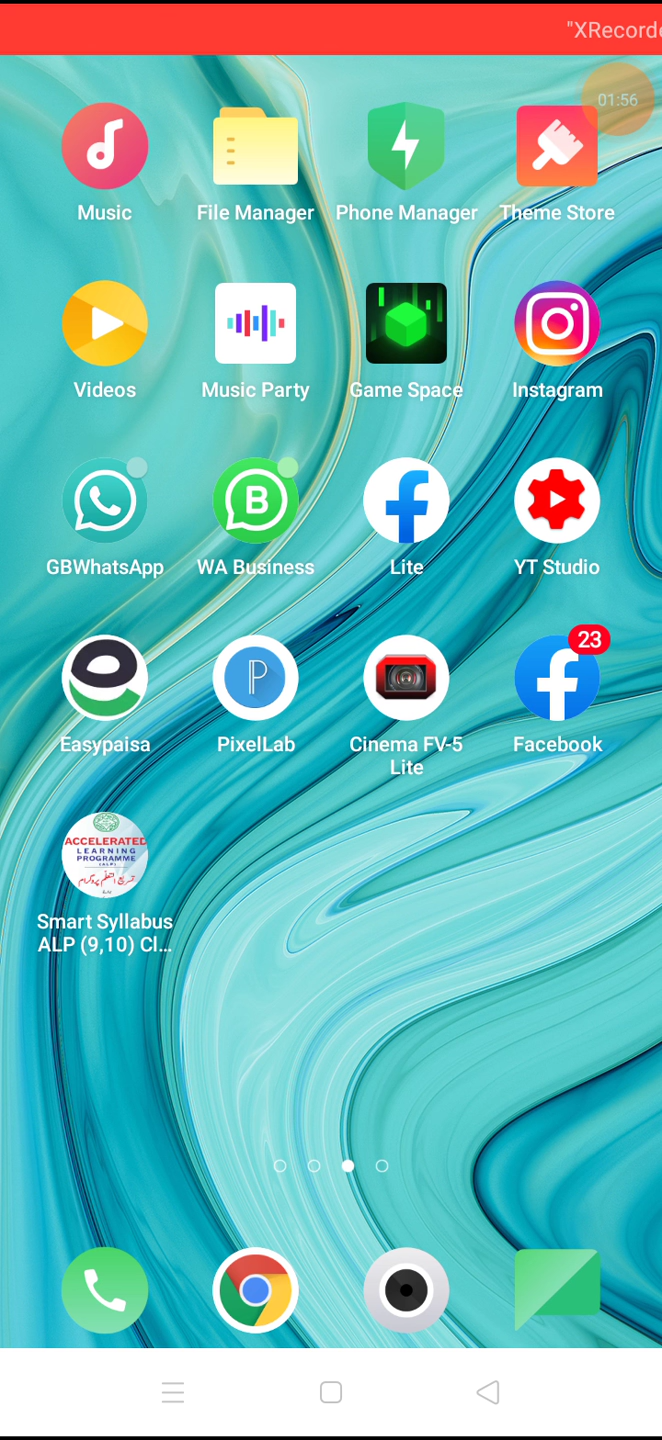 "XRecorde
01:56
Music
File Manager
Phone Manager
Theme Store
Videos
Music Party
Game Space
Instagram
GBWhatsApp
WA Business
Lite
YT Studio
23
Easypaisa
PixelLab
Cinema FV-5
Lite
Facebook
ACCELERATED
LEARNING
PROGRAMME
(ALP)
Smart Syllabus
ALP (9,10) Cl...